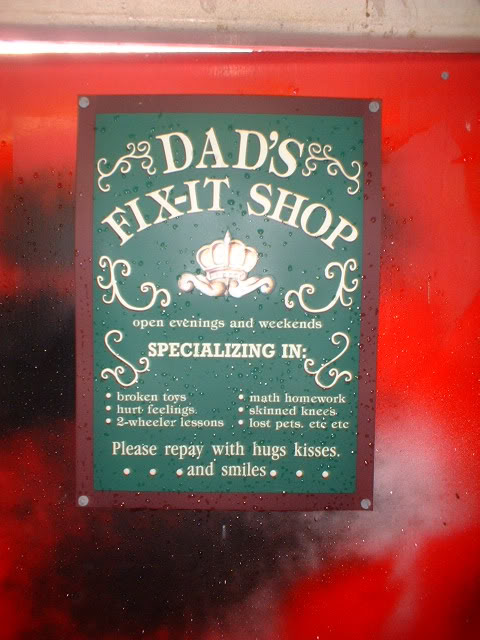 DAD'S
FIX-IT SHOP
open evenings and weekends
SPECIALIZING IN:
• broken toys
• hurt feelings.
• 2-wheeler lessons
• math homework
• skinned knees
• lost pets. etc etc
Please repay with hugs kisses.
• • • and smiles • • •